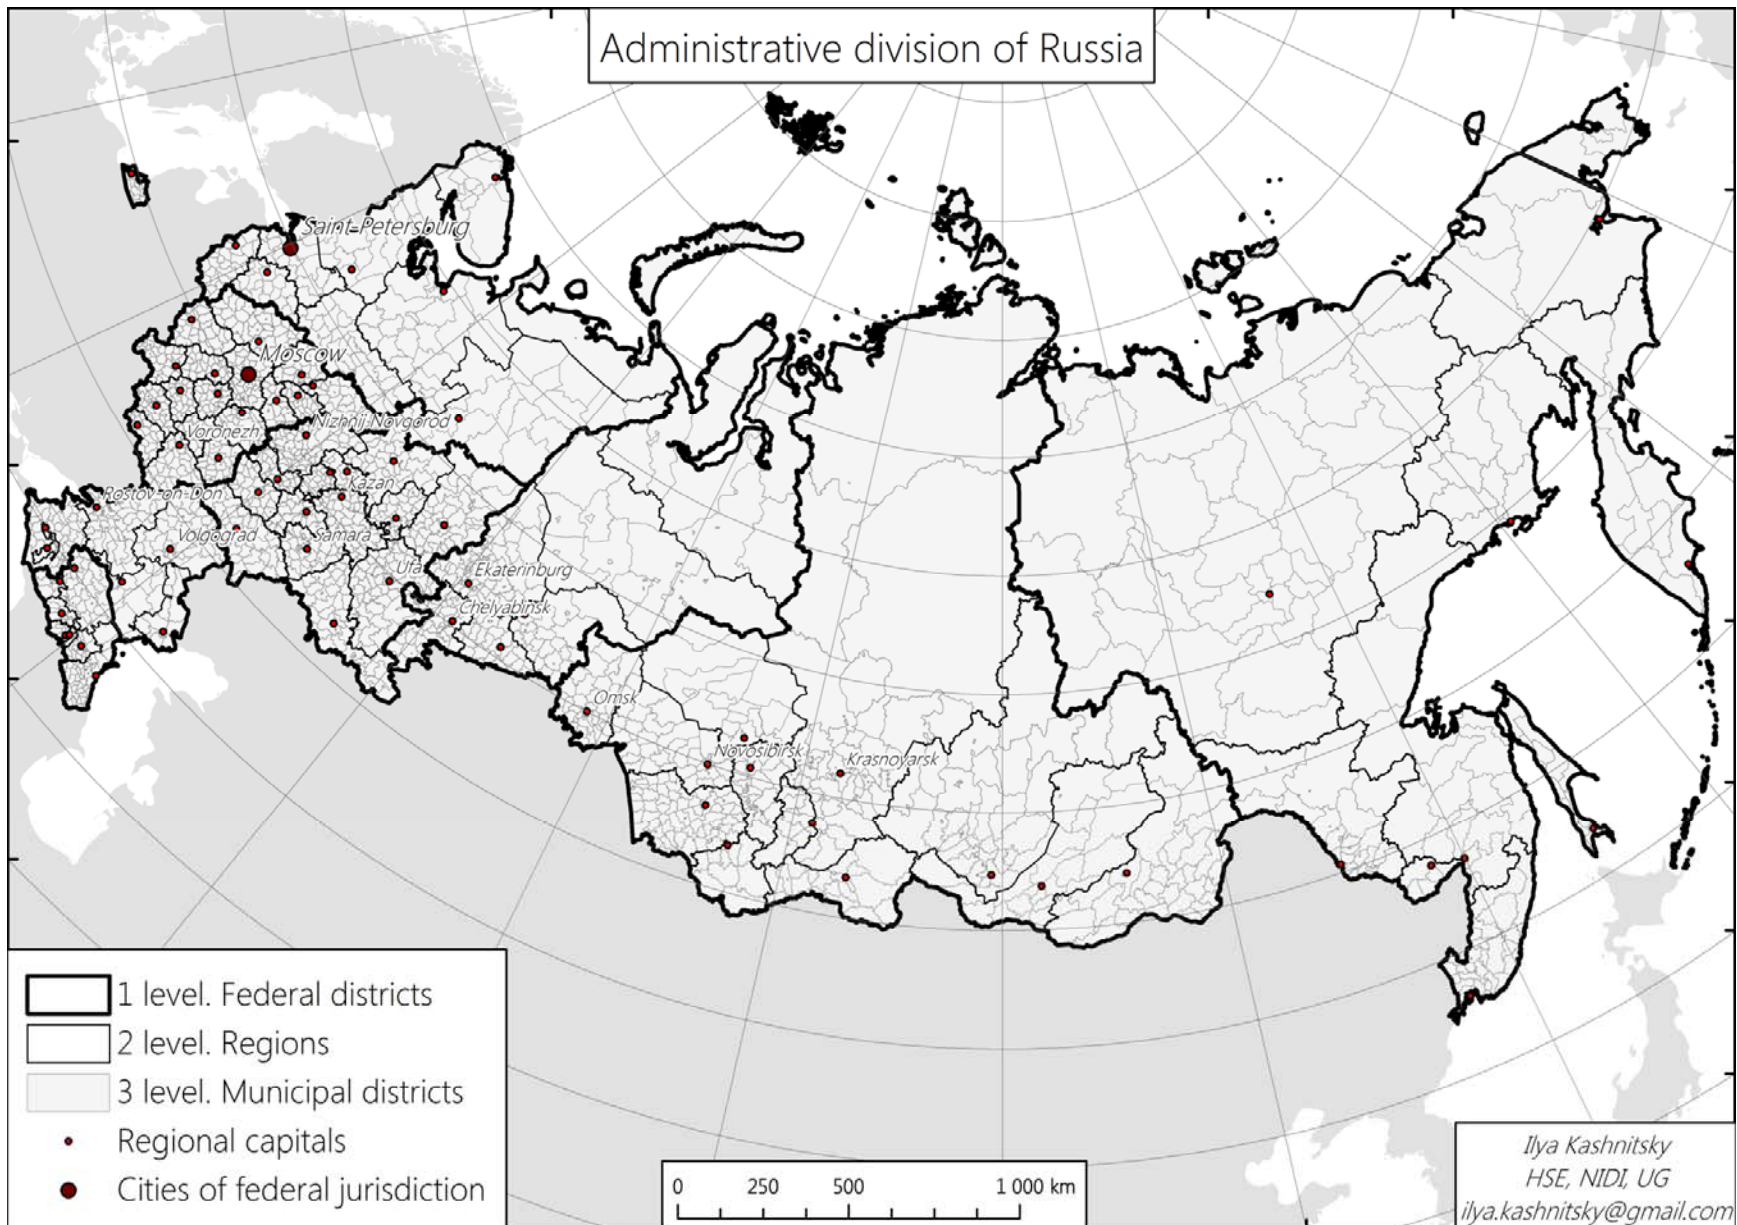 Administrative division of Russia
Saint-Petersburg
Moscow
Nizhnij Novgorod
Voronezh
Kazan
Rostov-on-Don
Volgograd
Samara
Ufa
Ekaterinburg
Chelyabinsk
Omsk
Novosibirsk
Krasnoyarsk
1 level. Federal districts
2 level. Regions
3 level. Municipal districts
Regional capitals
Cities of federal jurisdiction
0 250 500 1 000 km
Ilya Kashnitsky
HSE, NIDI, UG
ilya.kashnitsky@gmail.com